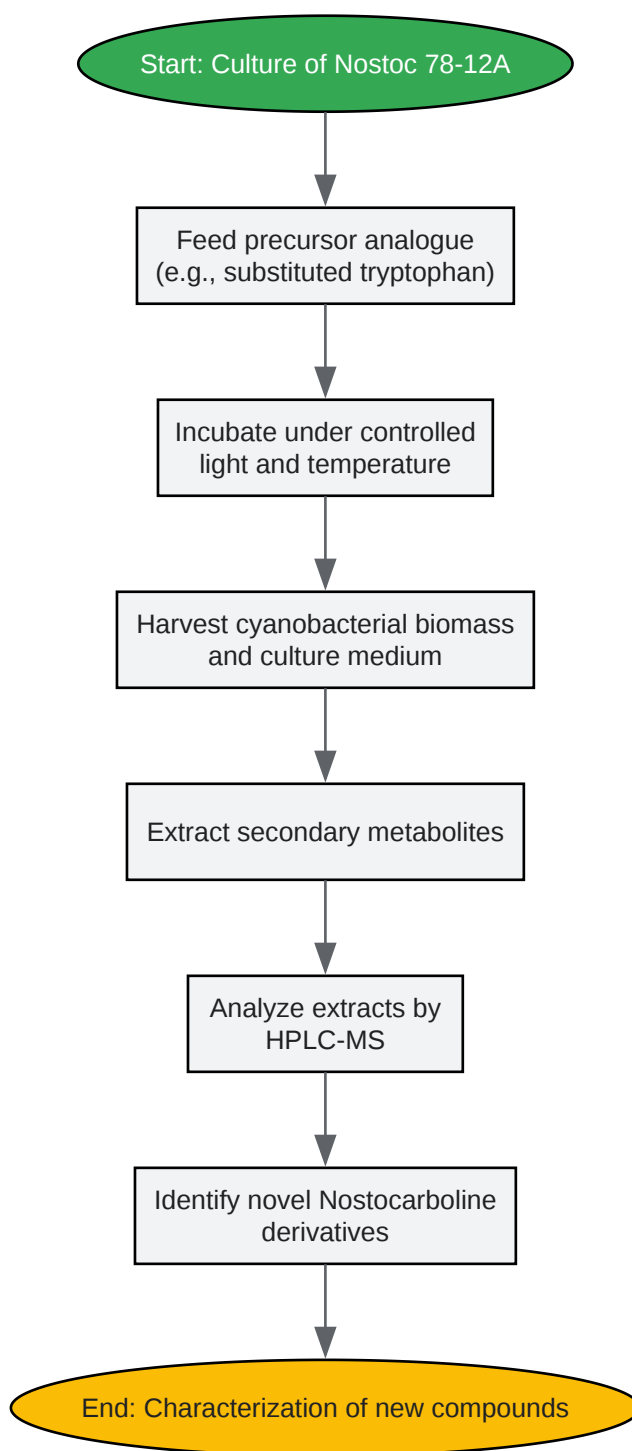 Start: Culture of Nostoc 78-12A
Feed precursor analogue
(e.g., substituted tryptophan)
Incubate under controlled
light and temperature
Harvest cyanobacterial biomass
and culture medium
Extract secondary metabolites
Analyze extracts by
HPLC-MS
Identify novel Nostocarboline
derivatives
End: Characterization of new compounds